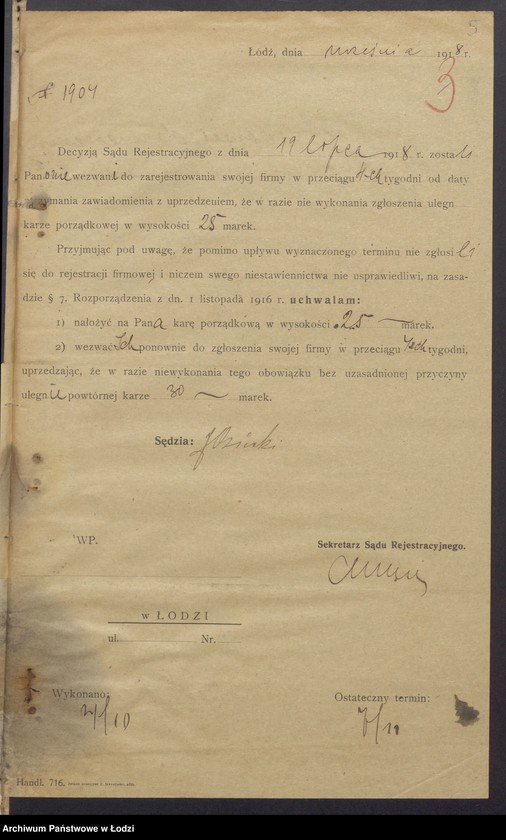 5
Łódź, dnia września 1918 r.
3
# 1904
Decyzją Sądu Rejestracyjnego z dnia 19 lipca 1918 r. zostali
Panowie wezwani do zarejestrowania swojej firmy w przeciągu 4-ch tygodni od daty
otrzymania zawiadomienia z uprzedzeniem, że w razie nie wykonania zgłoszenia ulegn
karze porządkowej w wysokości 25 marek.
Przyjmując pod uwagę, że pomimo upływu wyznaczonego terminu nie zgłosili
się do rejestracji firmowej i niczem swego niestawiennictwa nie usprawiedliwi, na zasa-
dzie § 7. Rozporządzenia z dn. 1 listopada 1916 r. uchwalam:
1) nałożyć na Pana karę porządkową w wysokości 25 — marek.
2) wezwać Ich ponownie do zgłoszenia swojej firmy w przeciągu tygodni,
uprzedzając, że w razie niewykonania tego obowiązku bez uzasadnionej przyczyny
ulegn powtórnej karze 30 — marek.
Sędzia:
WP.
Sekretarz Sądu Rejestracyjnego.
w ŁODZI
ul. Nr.
Wykonano:
Ostateczny termin:
21/10
7/11
Handl. 716.
Archiwum Państwowe w Łodzi